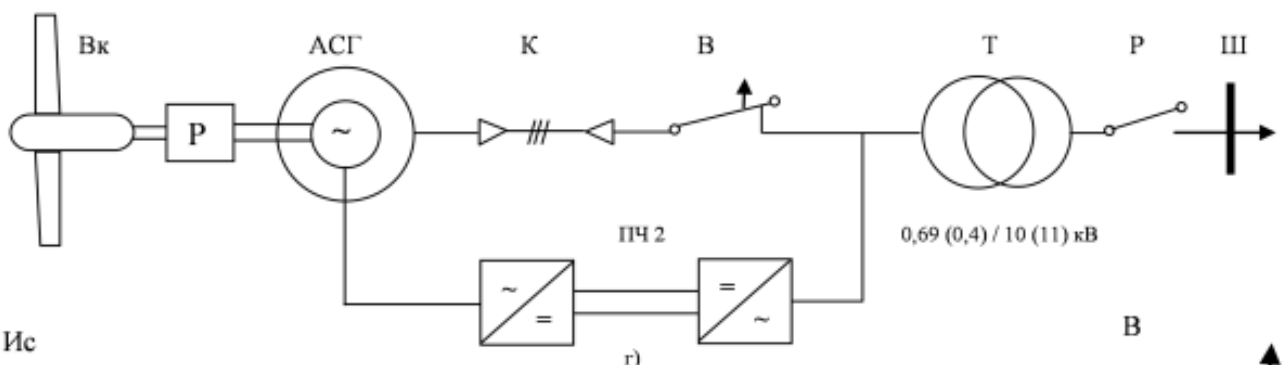 Вк АСГ К В Т Р Ш
Р ~
ПЧ 2 0,69 (0,4) / 10 (11) кВ
~ = = ~
Ис г) В